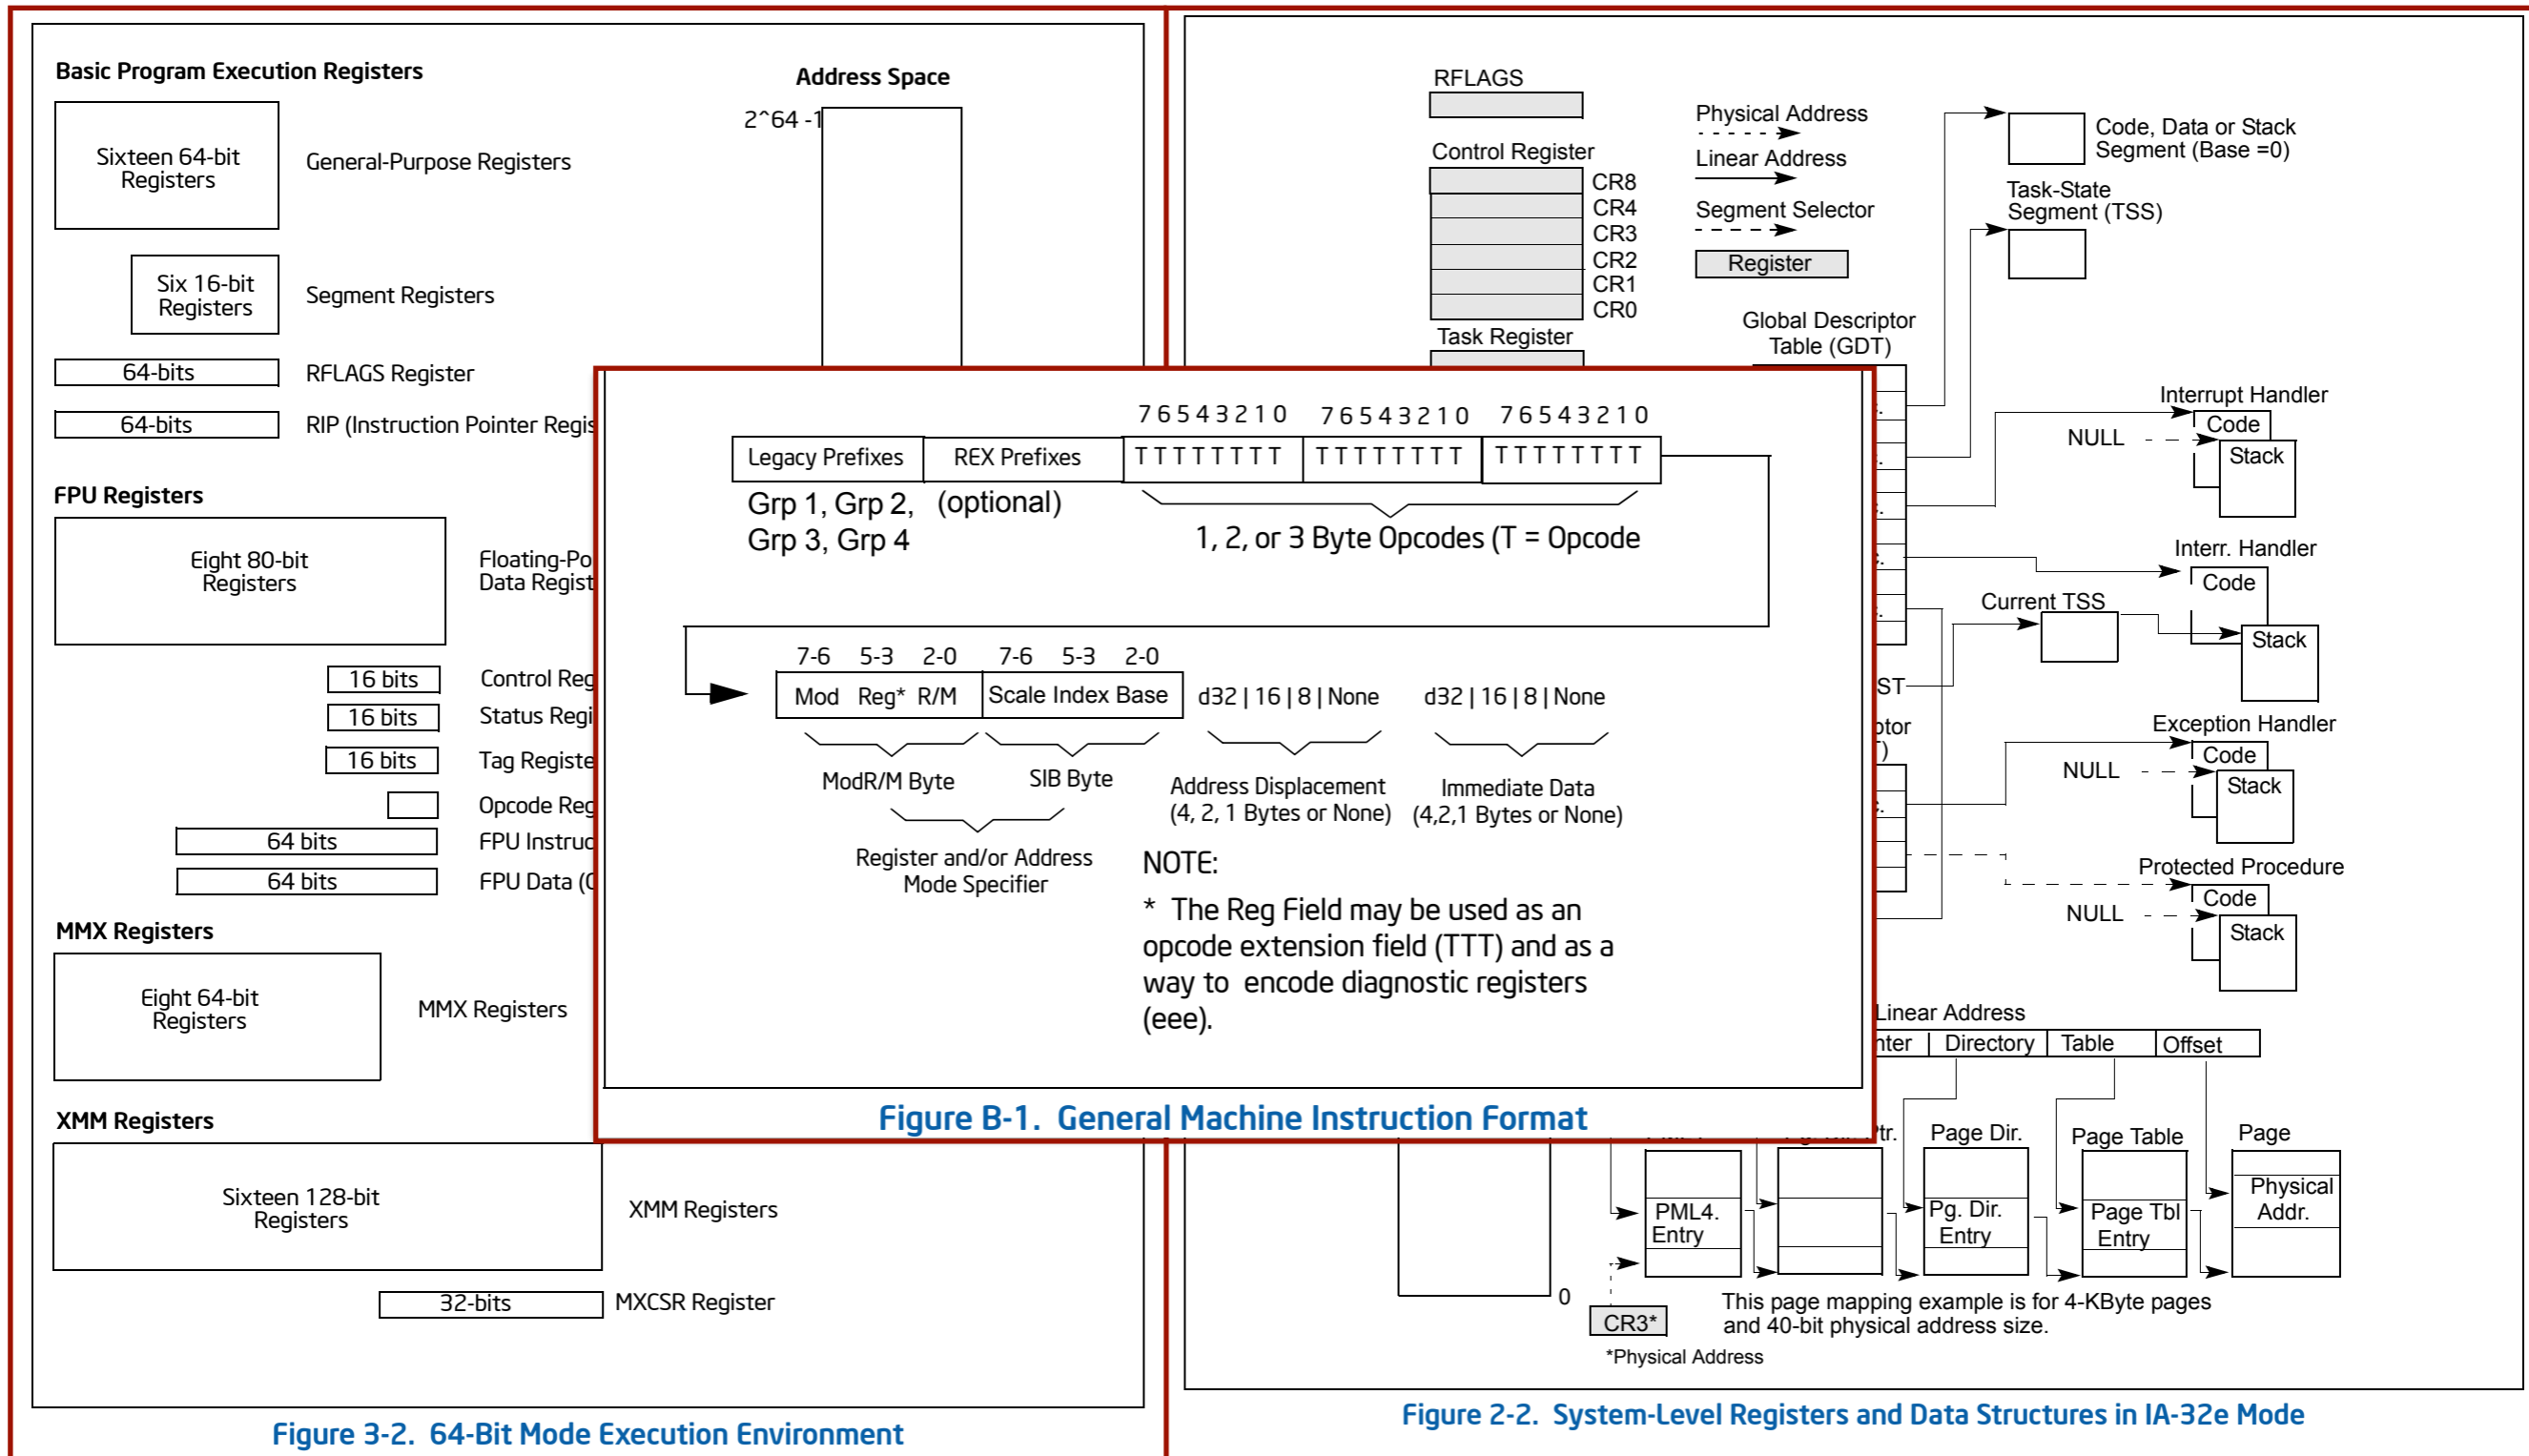 Basic Program Execution Registers
Address Space
2^64 -1
Sixteen 64-bit
Registers
General-Purpose Registers
Six 16-bit
Registers
Segment Registers
64-bits
RFLAGS Register
64-bits
RIP (Instruction Pointer
FPU Registers
Eight 80-bit
Registers
Data
16 bits
Control
16 bits
Status
16 bits
Tag
Opcode
64 bits
FPU
64 bits
FPU Data
MMX Registers
Eight 64-bit
Registers
MMX Registers
XMM Registers
Sixteen 128-bit
Registers
XMM Registers
32-bits
MXCSR Register
0
Figure 3-2. 64-Bit Mode Execution Environment
7 6 5 4 3 2 1 0 7 6 5 4 3 2 1 0 7 6 5 4 3 2 1 0
Legacy Prefixes REX Prefixes T T T T T T T T T T T T T T T T T T T T T T T T
Grp 1, Grp 2, (optional)
Grp 3, Grp 4
1, 2, or 3 Byte Opcodes (T = Opcode
7-6 5-3 2-0 7-6 5-3 2-0
Mod Reg* R/M Scale Index Base d32 | 16 | 8 | None d32 | 16 | 8 | None
ModR/M Byte SIB Byte
Address Displacement
(4, 2, 1 Bytes or None)
Immediate Data
(4,2,1 Bytes or None)
Register and/or Address
Mode Specifier
NOTE:
* The Reg Field may be used as an
opcode extension field (TTT) and as a
way to encode diagnostic registers
(eee).
Figure B-1. General Machine Instruction Format
RFLAGS
Control Register
CR8
CR4
CR3
CR2
CR1
CR0
Task Register
Physical Address
Linear Address
Segment Selector
Register
Global Descriptor
Table (GDT)
Code, Data or Stack
Segment (Base =0)
Task-State
Segment (TSS)
Interrupt Handler
Code
NULL
Stack
Interr. Handler
Code
Current TSS
Stack
Exception Handler
Code
NULL
Stack
Protected Procedure
Code
NULL
Stack
Linear Address
Directory Table Offset
Page Dir.
Page Table
Page
PML4.
Entry
Pg. Dir.
Entry
Page Tbl
Entry
Physical
Addr.
CR3*
This page mapping example is for 4-KByte pages
and 40-bit physical address size.
*Physical Address
Figure 2-2. System-Level Registers and Data Structures in IA-32e Mode